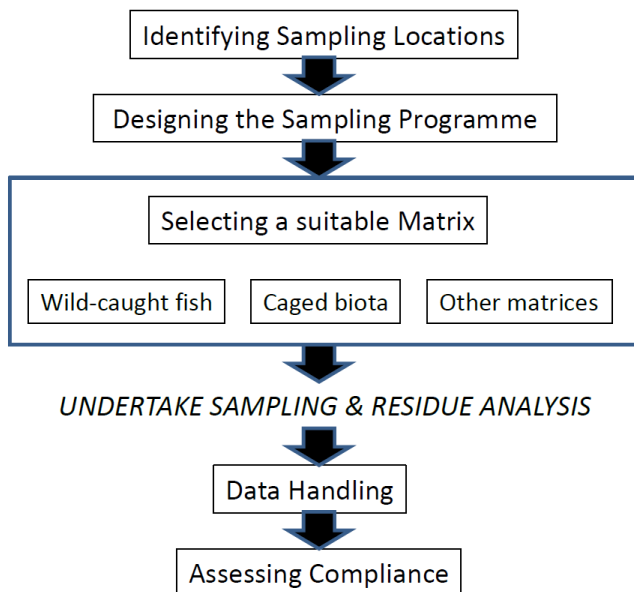 Identifying Sampling Locations
Designing the Sampling Programme
Selecting a suitable Matrix
Wild-caught fish
Caged biota
Other matrices
UNDERTAKE SAMPLING & RESIDUE ANALYSIS
Data Handling
Assessing Compliance